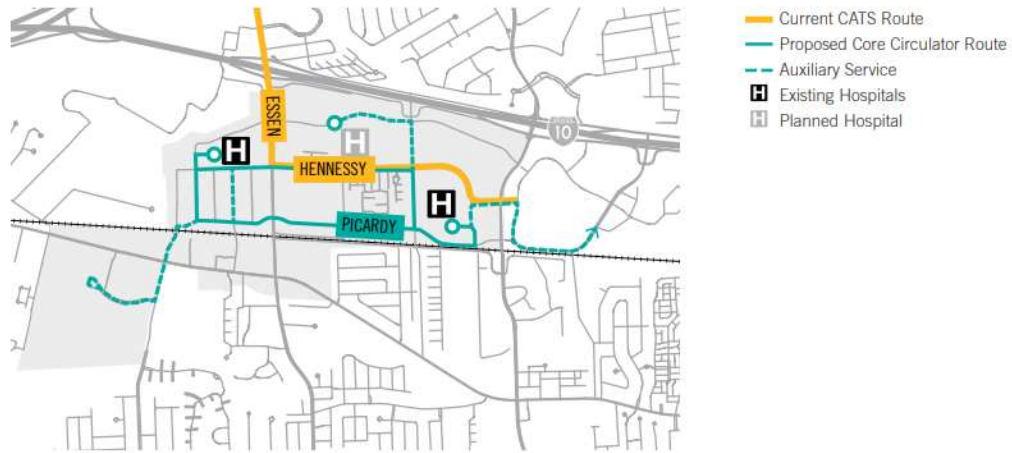 Current CATS Route
Proposed Core Circulator Route
Auxiliary Service
H Existing Hospitals
H Planned Hospital
ESSEN
10
H
H
HENNESSY
H
PICARDY